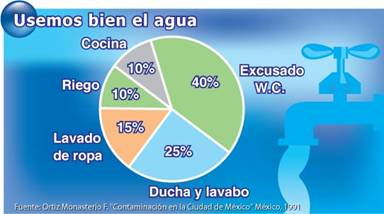 Usemos bien el agua
Cocina
10%
40%
Excusado
W.C.
Riego
10%
15%
Lavado
de ropa
25%
Ducha y lavabo
Fuente: Ortiz Monasterio F. "Contaminación en la Ciudad de México" México, 1991